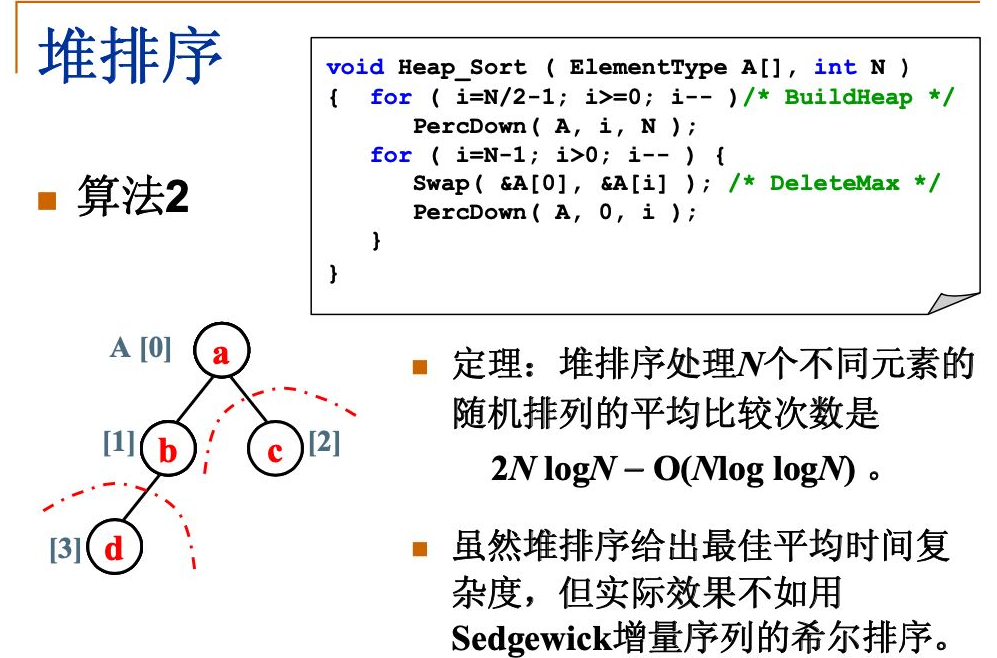 堆排序
算法2
void Heap_Sort ( ElementType A[], int N )
{ for ( i=N/2-1; i>=0; i-- )/* BuildHeap */
PercDown( A, i, N );
for ( i=N-1; i>0; i-- ) {
Swap( &A[0], &A[i] ); /* DeleteMax */
PercDown( A, 0, i );
}
}
A [0] a
[1] b c [2]
[3] d
定理：堆排序处理N个不同元素的
随机排列的平均比较次数是
2N logN – O(Nlog logN) 。
虽然堆排序给出最佳平均时间复
杂度，但实际效果不如用
Sedgewick增量序列的希尔排序。